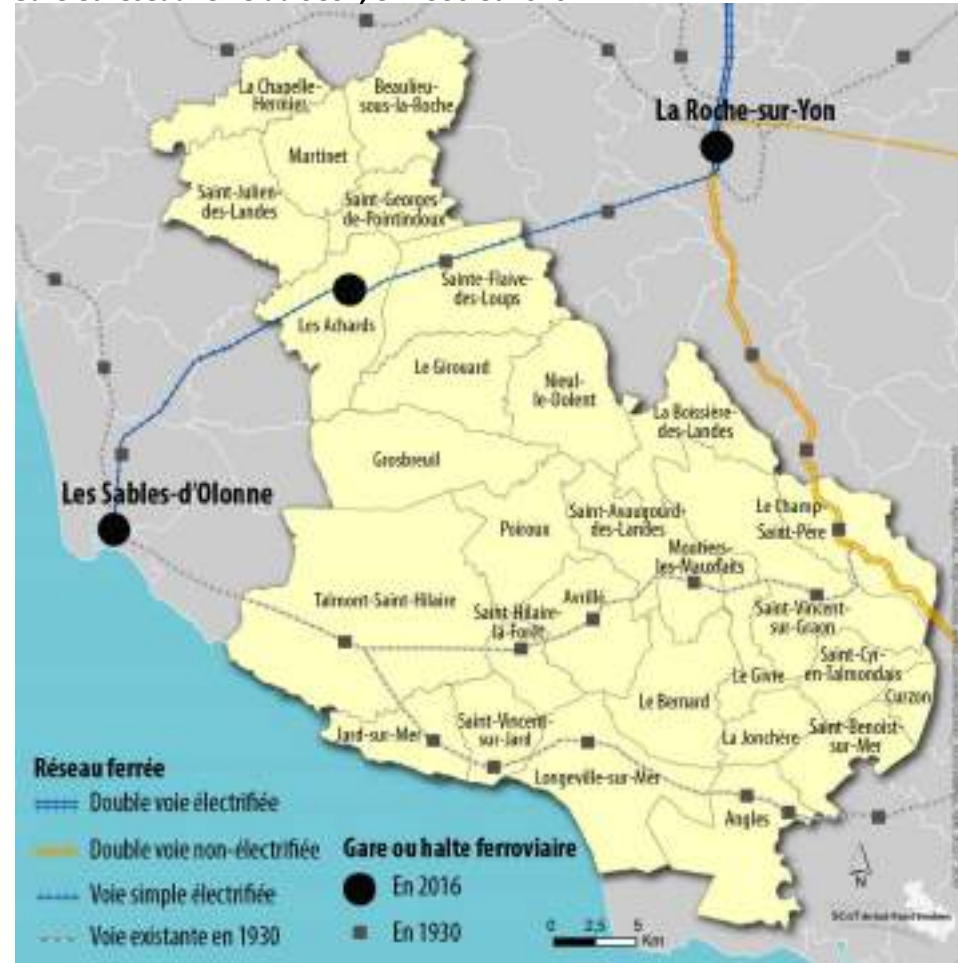 La Chapelle-
Hermier
Beaulieu-
sous-la-Roche
La Roche-sur-Yon
Martinet
Saint-Julien-
des-Landes
Saint-Georges-
de-Pointindoux
Sainte-Flaive-
des-Loups
Les Achards
Le Girouard
Nieul-
le-Dolent
La Boissière-
des-Landes
Grosbreuil
Les Sables-d'Olonne
Poiroux
Saint-Avaugourd-
des-Landes
Le Champ-
Saint-Père
Moutiers-
les-Mauxfaits
Talmont-Saint-Hilaire
Saint-Hilaire-
la-Forêt
Avrillé
Saint-Vincent-
sur-Graon
Saint-Cyr-
en-Talmondais
Le Givre
Curzon
Le Bernard
Jard-sur-Mer
Saint-Vincent-
sur-Jard
La Jonchère
Saint-Benoist-
sur-Mer
Longeville-sur-Mer
Angles
Réseau ferrée
Double voie électrifiée
Double voie non-électrifiée
Voie simple électrifiée
Voie existante en 1930
Gare ou halte ferroviaire
En 2016
En 1930
0 2,5 5
Km
N